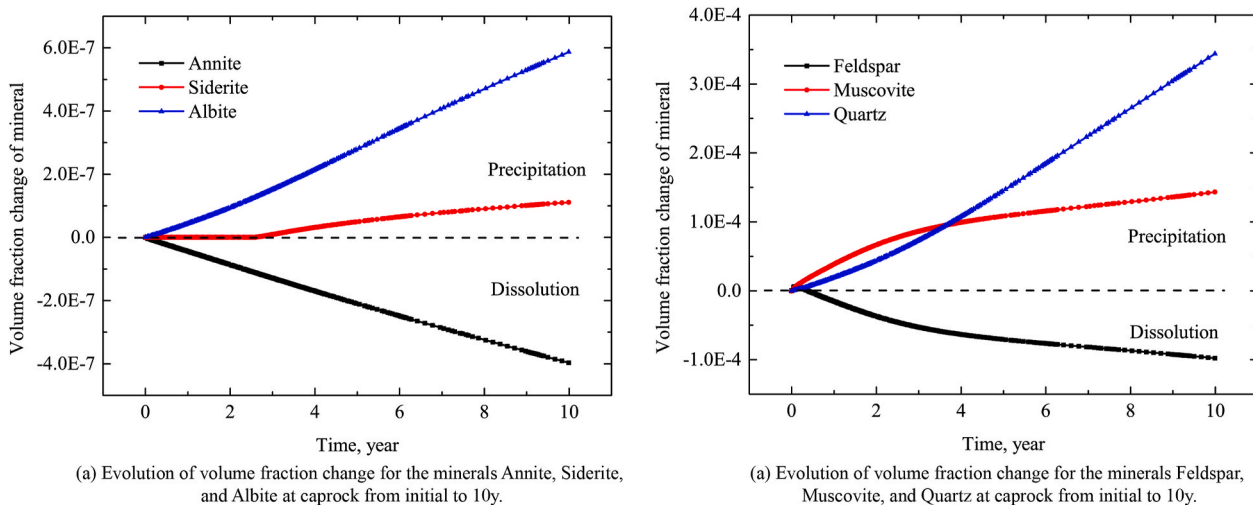 Volume fraction change of mineral
6.0E-7
4.0E-7
2.0E-7
0.0
-2.0E-7
-4.0E-7
Annite
Siderite
Albite
Precipitation
Dissolution
0 2 4 6 8 10
Time, year
(a) Evolution of volume fraction change for the minerals Annite, Siderite,
and Albite at caprock from initial to 10y.
Volume fraction change of mineral
4.0E-4
3.0E-4
2.0E-4
1.0E-4
0.0
-1.0E-4
Feldspar
Muscovite
Quartz
Precipitation
Dissolution
0 2 4 6 8 10
Time, year
(a) Evolution of volume fraction change for the minerals Feldspar,
Muscovite, and Quartz at caprock from initial to 10y.